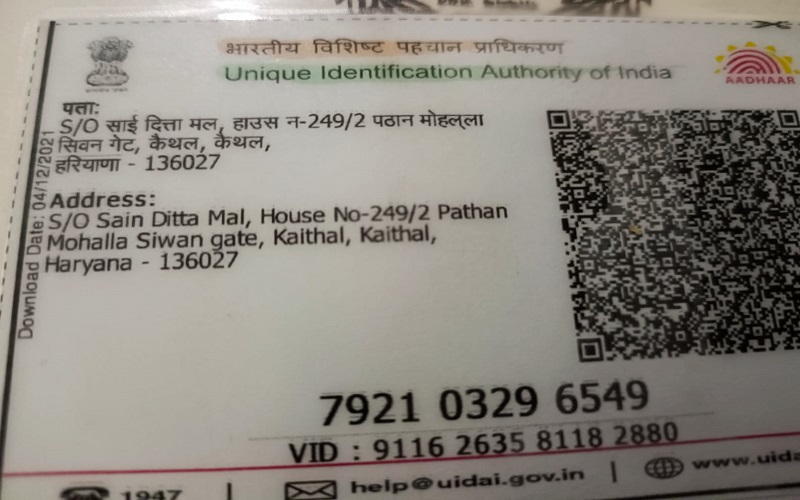 भारतीय विशिष्ट पहचान प्राधिकरण
Unique Identification Authority of India
AADHAAR
पता:
S/O साई दित्ता मल, हाउस न-249/2 पठान मोहल्ला
सिवन गेट, कैथल, कैथल,
हरियाणा - 136027
Address:
S/O Sain Ditta Mal, House No-249/2 Pathan
Mohalla Siwan gate, Kaithal, Kaithal,
Haryana - 136027
Download Date: 04/12/2021
7921 0329 6549
VID : 9116 2635 8118 2880
1947
help@uidai.gov.in
www.uida